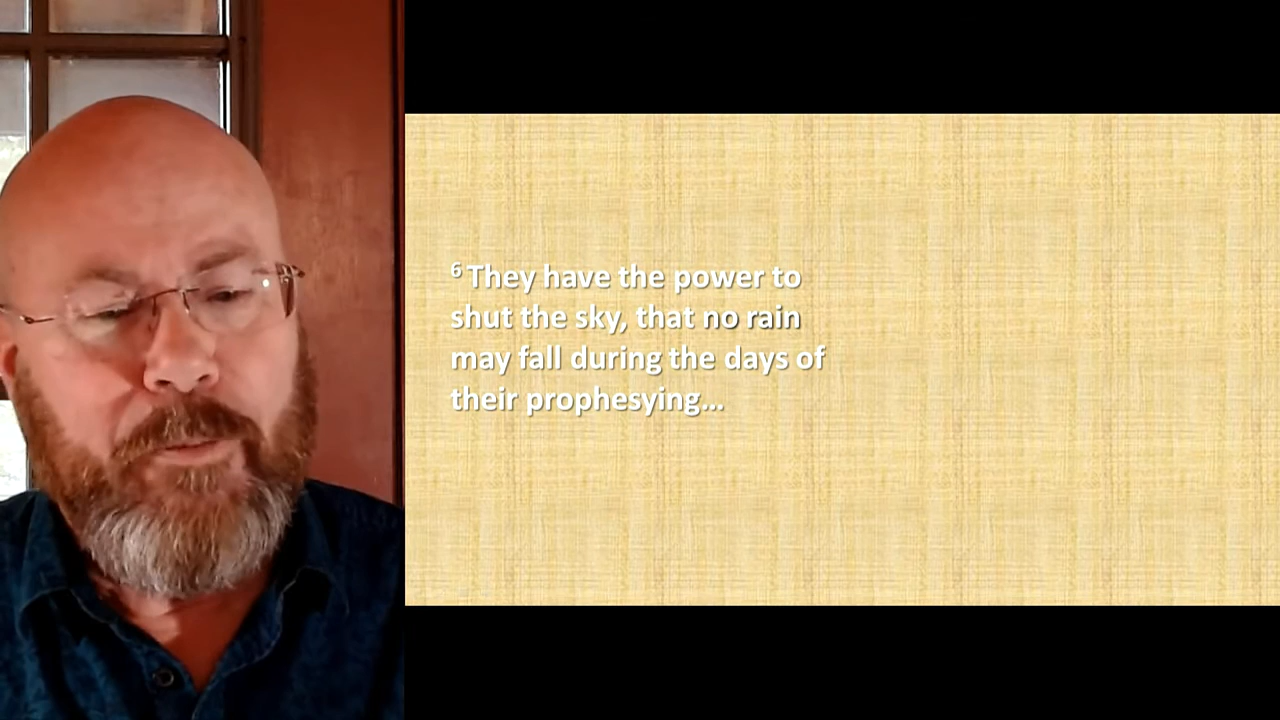 6 They have the power to
shut the sky, that no rain
may fall during the days of
their prophesying...